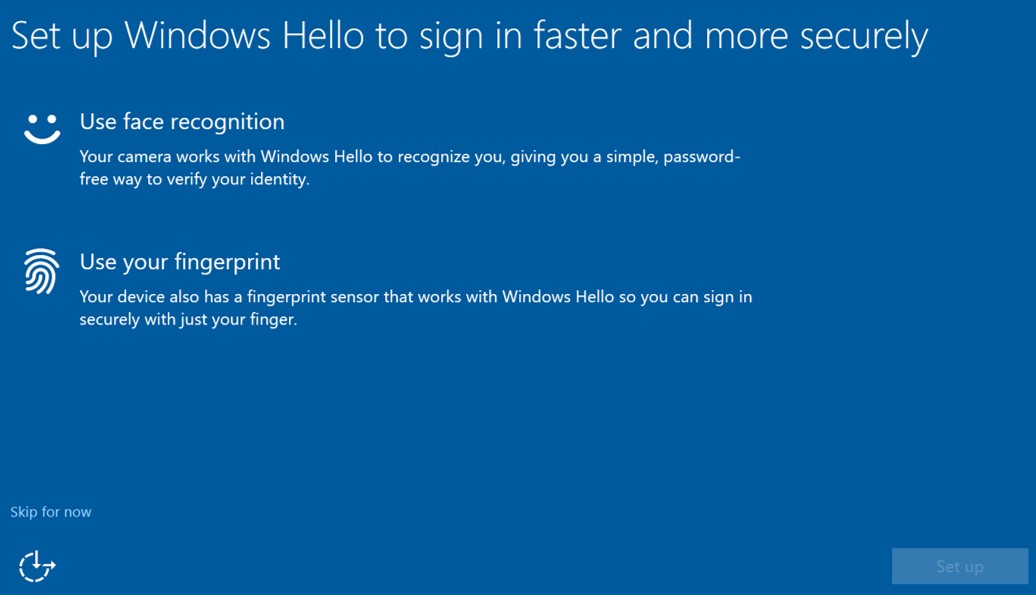 Set up Windows Hello to sign in faster and more securely
Use face recognition
Your camera works with Windows Hello to recognize you, giving you a simple, password-
free way to verify your identity.
Use your fingerprint
Your device also has a fingerprint sensor that works with Windows Hello so you can sign in
securely with just your finger.
Skip for now
Set up